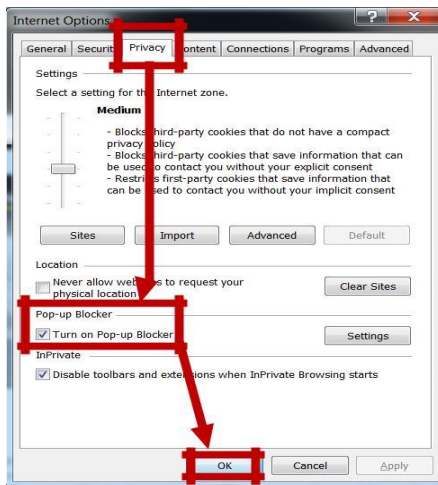 Internet Options
General Security Privacy Content Connections Programs Advanced
Settings
Select a setting for the Internet zone.
Medium
- Blocks third-party cookies that do not have a compact
privacy policy
- Blocks third-party cookies that save information that can
be used to contact you without your explicit consent
- Restricts first-party cookies that save information that
can be used to contact you without your implicit consent
Sites Import Advanced Default
Location
Never allow websites to request your
physical location
Clear Sites
Pop-up Blocker
Turn on Pop-up Blocker
Settings
InPrivate
Disable toolbars and extensions when InPrivate Browsing starts
OK Cancel Apply